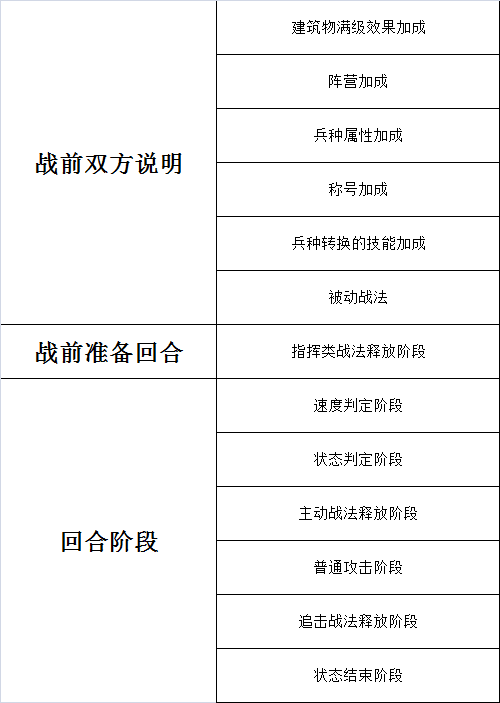 战前双方说明
建筑物满级效果加成
阵营加成
兵种属性加成
称号加成
兵种转换的技能加成
被动战法
战前准备回合
指挥类战法释放阶段
回合阶段
速度判定阶段
状态判定阶段
主动战法释放阶段
普通攻击阶段
追击战法释放阶段
状态结束阶段